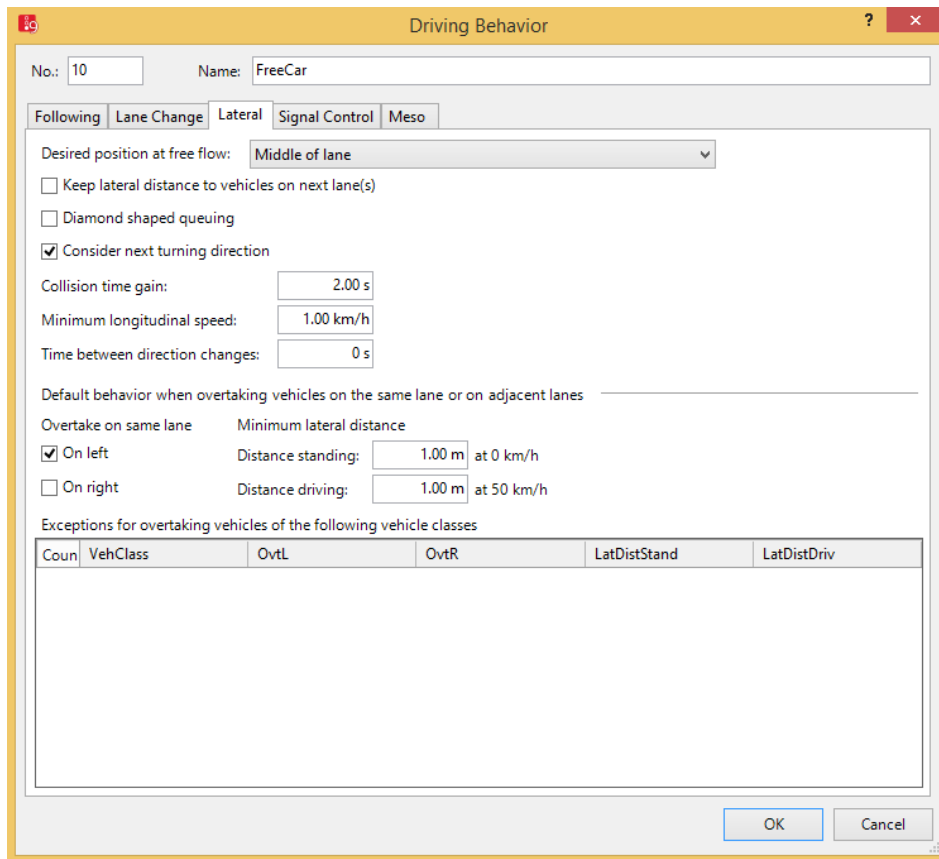 Driving Behavior ?
No.: 10 Name: FreeCar
Following Lane Change Lateral Signal Control Meso
Desired position at free flow: Middle of lane
Keep lateral distance to vehicles on next lane(s)
Diamond shaped queuing
Consider next turning direction
Collision time gain: 2.00 s
Minimum longitudinal speed: 1.00 km/h
Time between direction changes: 0 s
Default behavior when overtaking vehicles on the same lane or on adjacent lanes
Overtake on same lane Minimum lateral distance
On left Distance standing: 1.00 m at 0 km/h
On right Distance driving: 1.00 m at 50 km/h
Exceptions for overtaking vehicles of the following vehicle classes
Coun VehClass OvtL OvtR LatDistStand LatDistDriv
OK Cancel